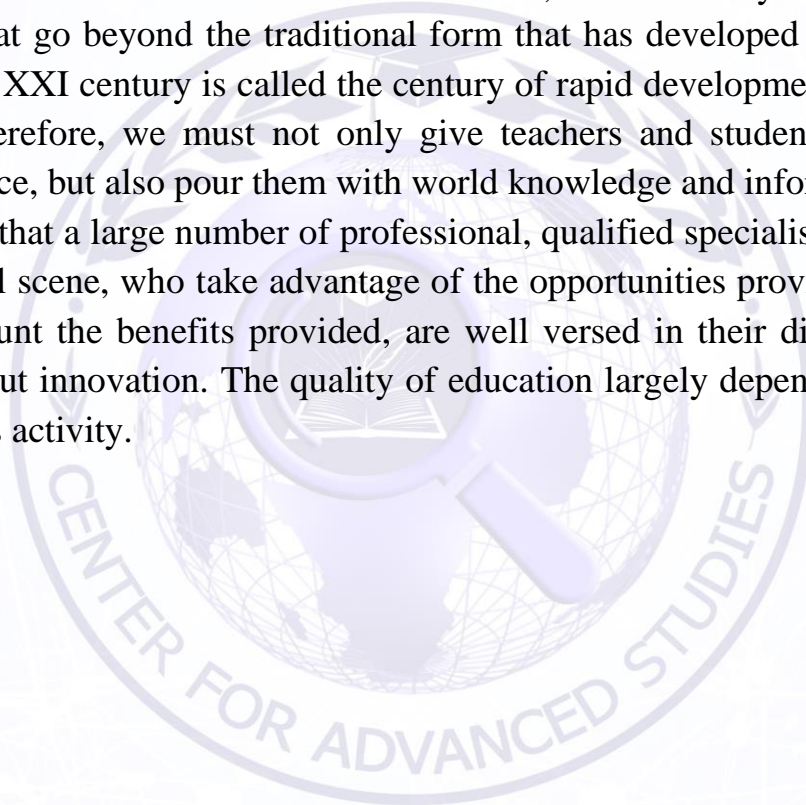 at go beyond the traditional form that has developed
XXI century is called the century of rapid developme
erefore, we must not only give teachers and studen
ce, but also pour them with world knowledge and infor
that a large number of professional, qualified specialis
l scene, who take advantage of the opportunities prov
unt the benefits provided, are well versed in their di
ut innovation. The quality of education largely depen
s activity.
CENTER FOR ADVANCED STUDIES